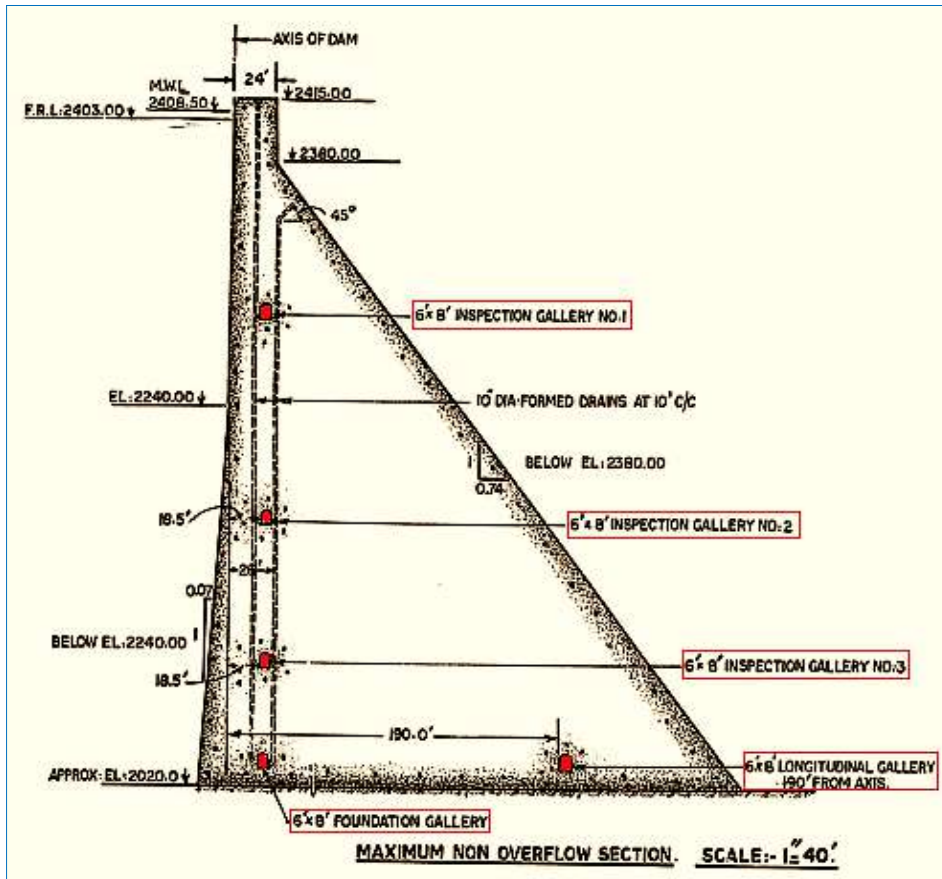 AXIS OF DAM
24'
M.W.L.
2408.50
2415.00
F.R.L:2403.00
2380.00
45°
6'x 8' INSPECTION GALLERY NO:1
EL:2240.00
10" DIA-FORMED DRAINS AT 10' C/C
1
BELOW EL:2380.00
0.74
18.5'
6'x 8' INSPECTION GALLERY NO:2
0.07
BELOW EL:2240.00
1
18.5'
6'x 8' INSPECTION GALLERY NO:3
190.0'
APPROX: EL:2020.0
6'x 8' LONGITUDINAL GALLERY
190' FROM AXIS.
6'x 8' FOUNDATION GALLERY
MAXIMUM NON OVERFLOW SECTION. SCALE:- 1"=40'.